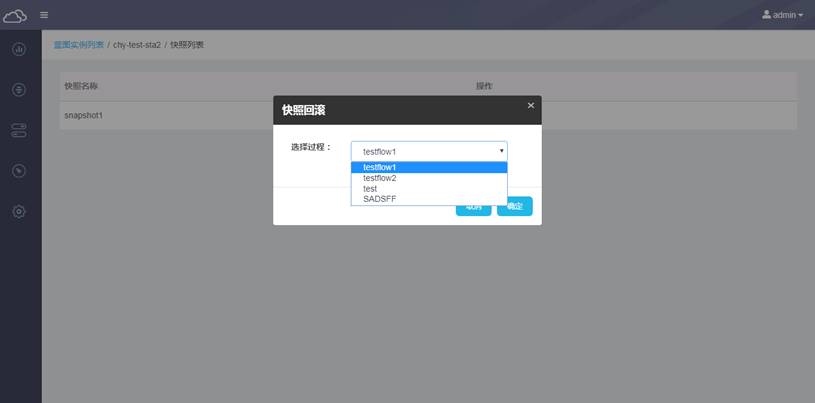 admin
蓝图实例列表 / chy-test-sta2 / 快照列表
快照名称 操作
snapshot1
快照回滚
选择过程：
testflow1
testflow1
testflow2
test
SADSFF
取消 确定